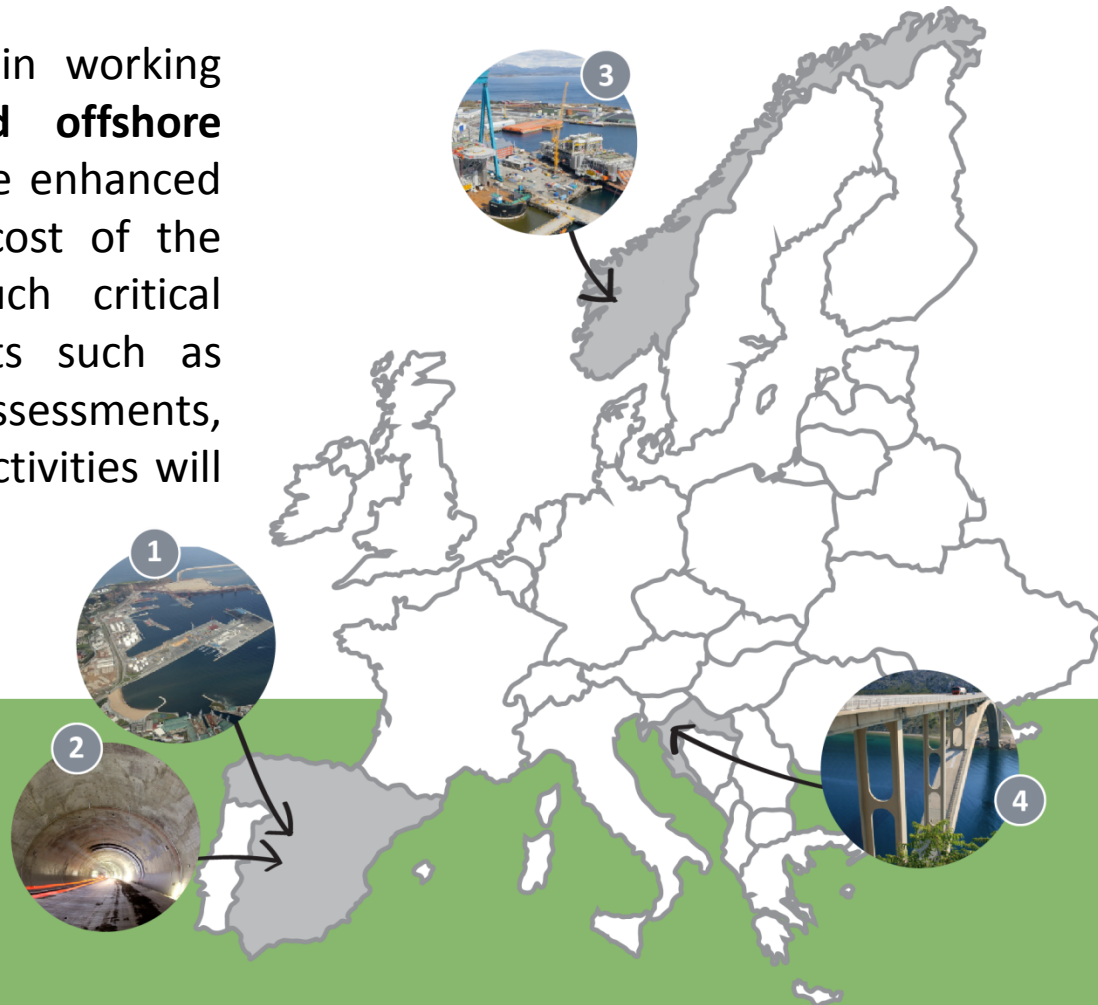 in working
d offshore
e enhanced
cost of the
uch critical
ts such as
ssessments,
ctivities will
3
1
2
4